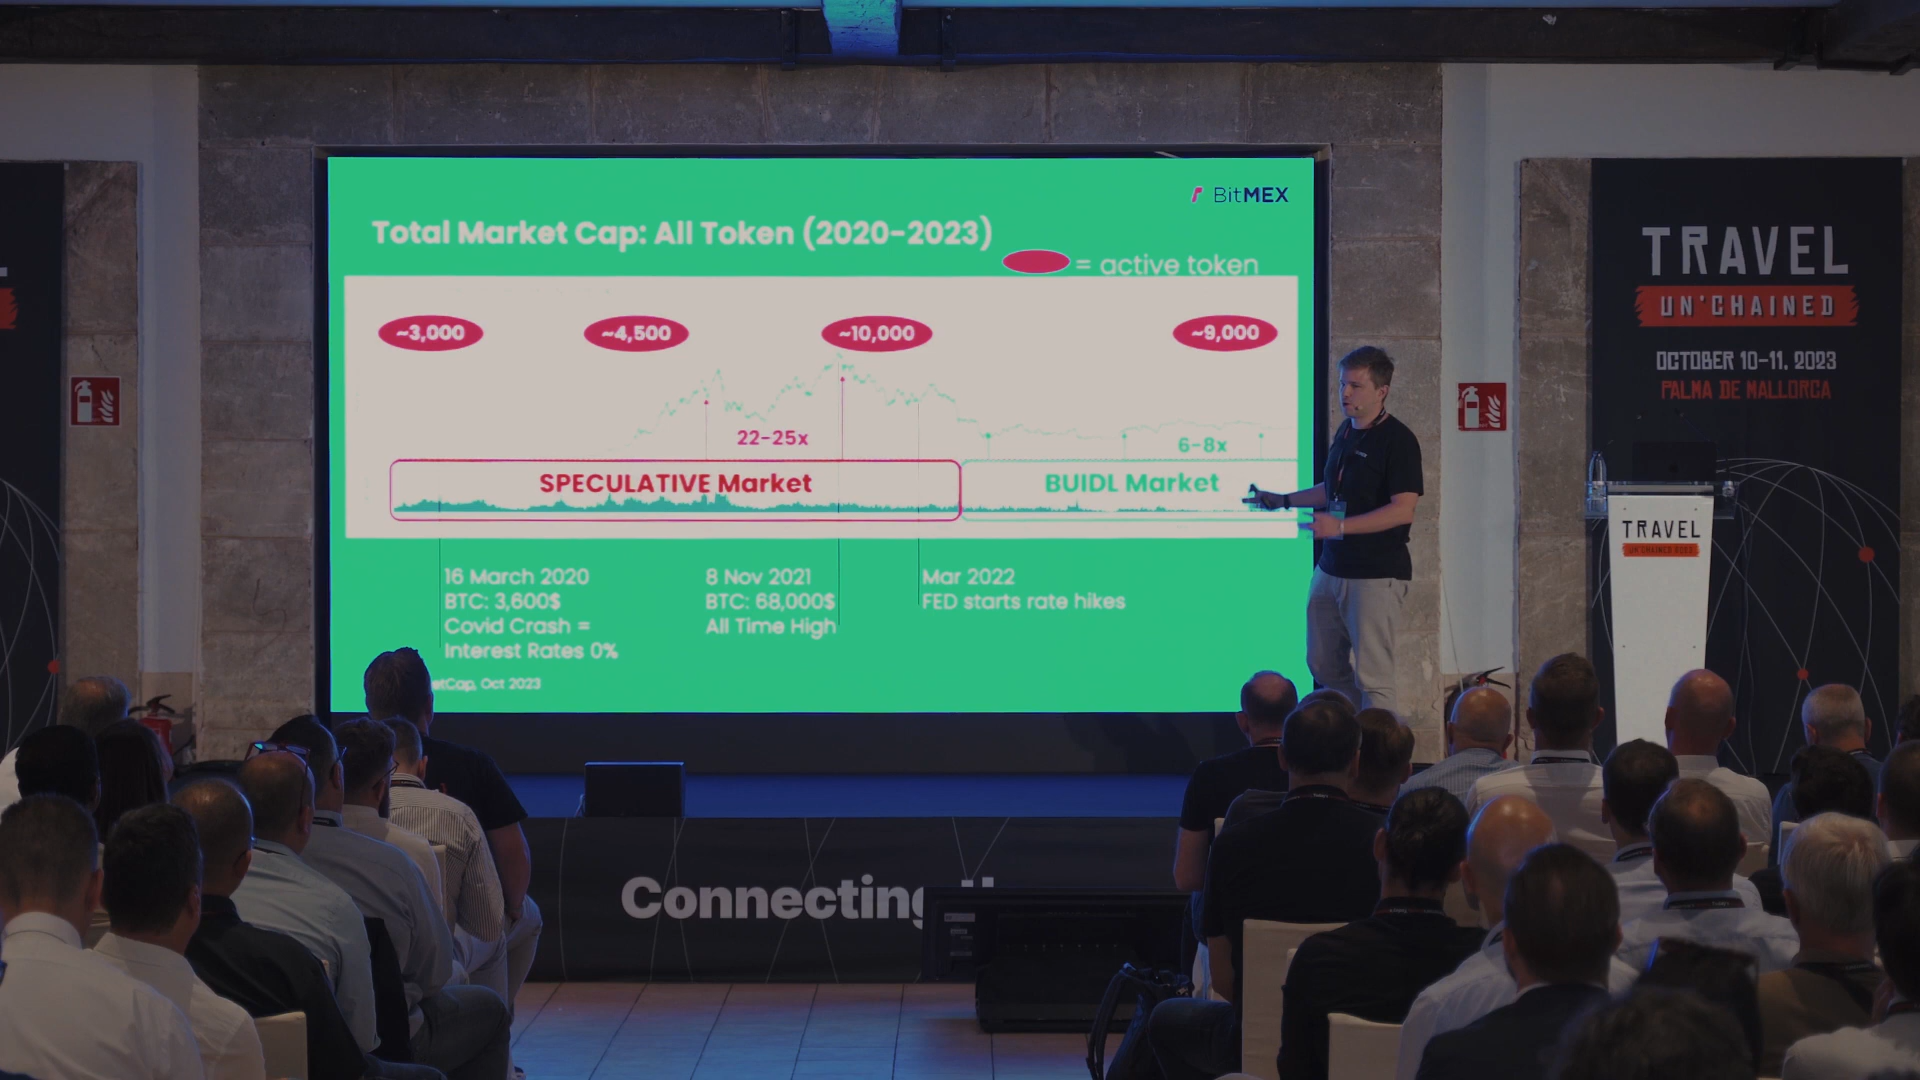 BitMEX
Total Market Cap: All Token (2020-2023)
= active token
~3,000
~4,500
~10,000
~9,000
22-25x
6-8x
SPECULATIVE Market
BUIDL Market
16 March 2020
BTC: 3,600$
Covid Crash =
Interest Rates 0%
8 Nov 2021
BTC: 68,000$
All Time High
Mar 2022
FED starts rate hikes
Oct 2023
TRAVEL
UN'CHAINED
OCTOBER 10-11. 2023
PALMA DE MALLORCA
TRAVEL
UN'CHAINED 2023
Connecting